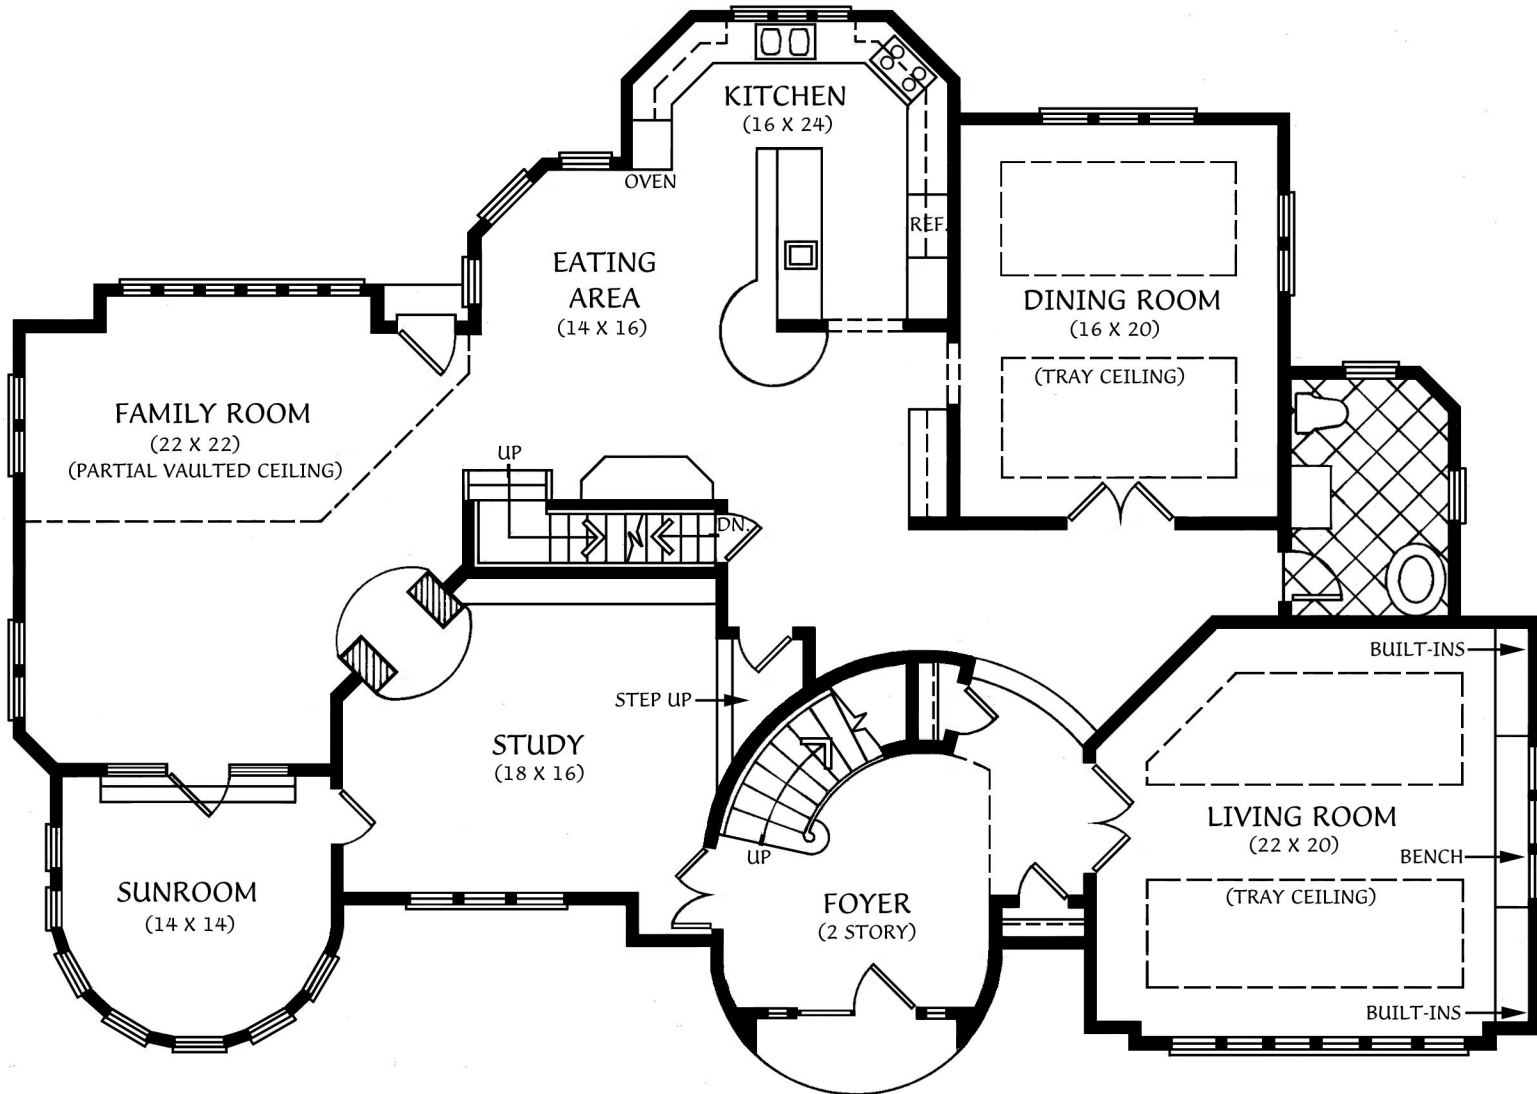 KITCHEN
(16 X 24)
OVEN
REF.
EATING
AREA
(14 X 16)
DINING ROOM
(16 X 20)
(TRAY CEILING)
FAMILY ROOM
(22 X 22)
(PARTIAL VAULTED CEILING)
UP
DN.
BUILT-INS
STEP UP
STUDY
(18 X 16)
LIVING ROOM
(22 X 20)
BENCH
(TRAY CEILING)
UP
SUNROOM
(14 X 14)
FOYER
(2 STORY)
BUILT-INS